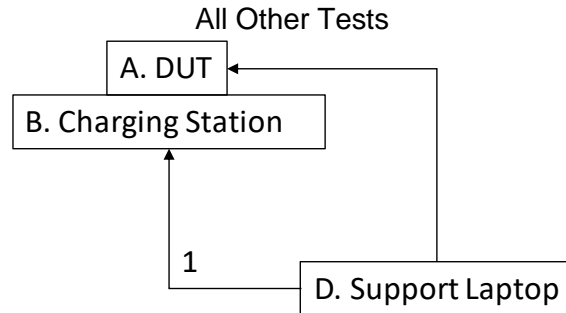 All Other Tests
A. DUT
B. Charging Station
1
D. Support Laptop